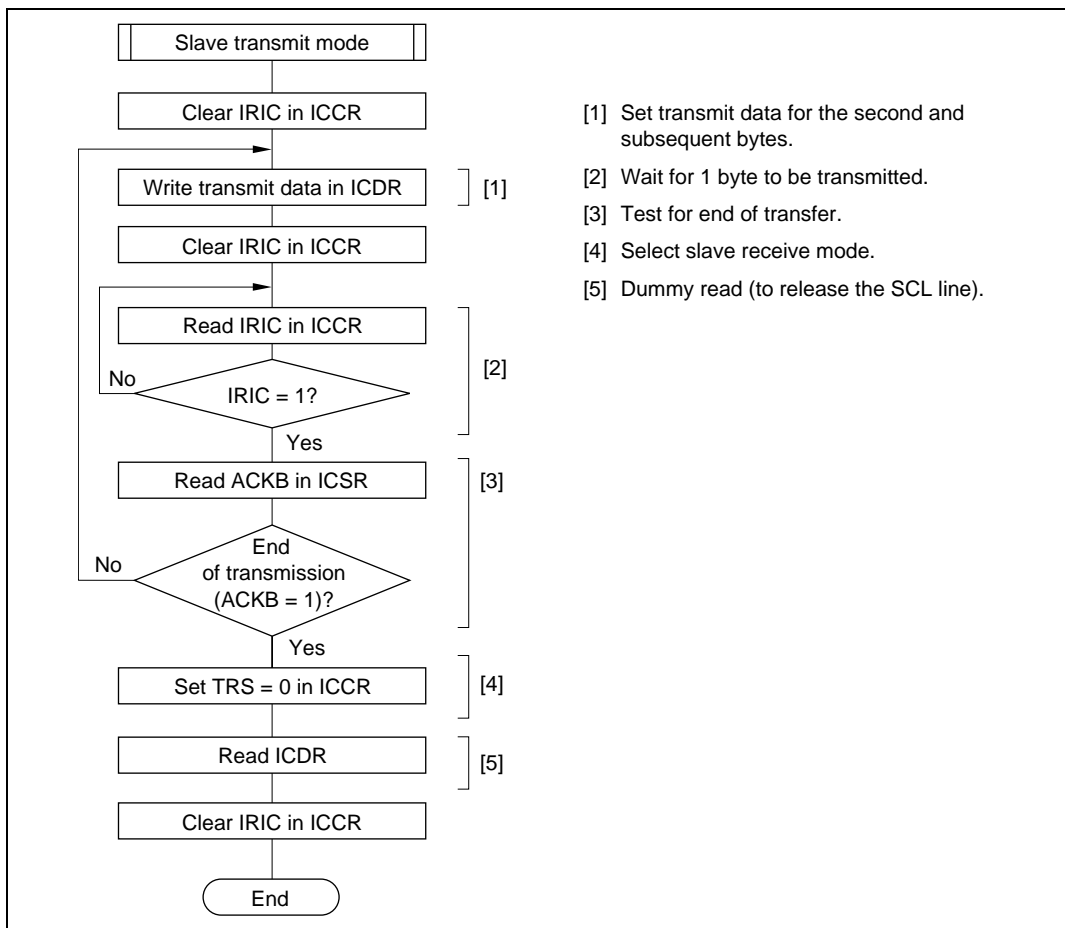 Slave transmit mode
Clear IRIC in ICCR
Write transmit data in ICDR
[1]
Clear IRIC in ICCR
Read IRIC in ICCR
[2]
No
IRIC = 1?
Yes
Read ACKB in ICSR
[3]
No
End
of transmission
(ACKB = 1)?
Yes
Set TRS = 0 in ICCR
[4]
Read ICDR
[5]
Clear IRIC in ICCR
End
[1] Set transmit data for the second and
subsequent bytes.
[2] Wait for 1 byte to be transmitted.
[3] Test for end of transfer.
[4] Select slave receive mode.
[5] Dummy read (to release the SCL line).